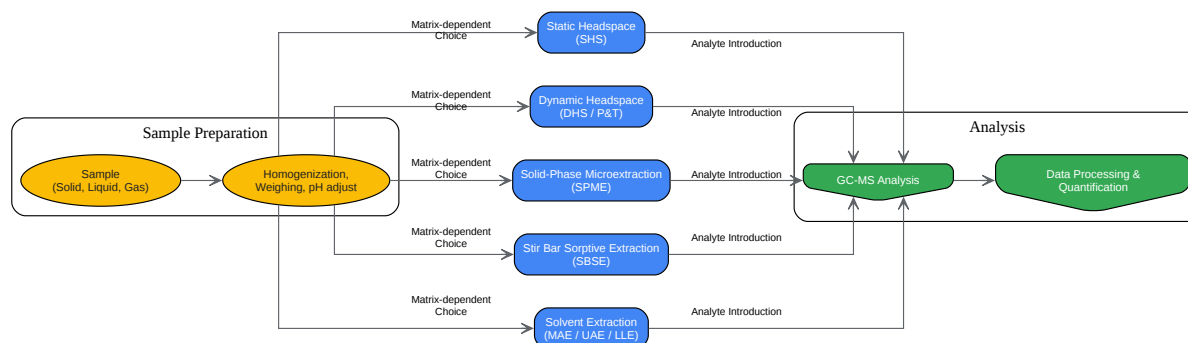 Matrix-dependent
Choice
Static Headspace
(SHS)
Analyte Introduction
Matrix-dependent
Choice
Dynamic Headspace
(DHS / P&T)
Analyte Introduction
Sample Preparation
Analysis
Sample
(Solid, Liquid, Gas)
Homogenization,
Weighing, pH adjust
Matrix-dependent
Choice
Solid-Phase Microextraction
(SPME)
Analyte Introduction
GC-MS Analysis
Data Processing &
Quantification
Matrix-dependent
Choice
Stir Bar Sorptive Extraction
(SBSE)
Analyte Introduction
Matrix-dependent
Choice
Solvent Extraction
(MAE / UAE / LLE)
Analyte Introduction